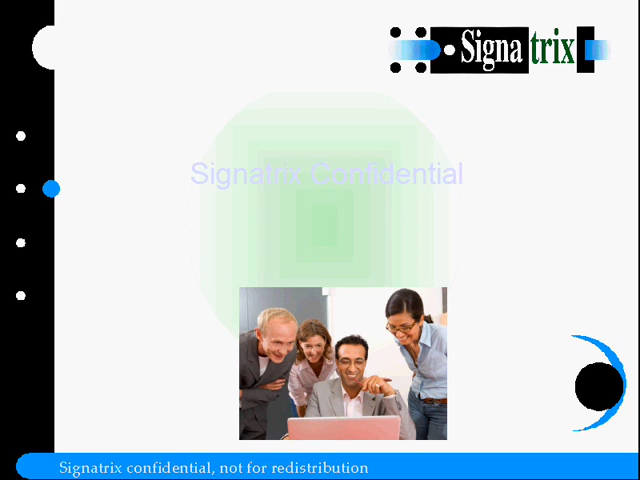 Signatrix
Signatrix Confidential
Signatrix confidential, not for redistribution